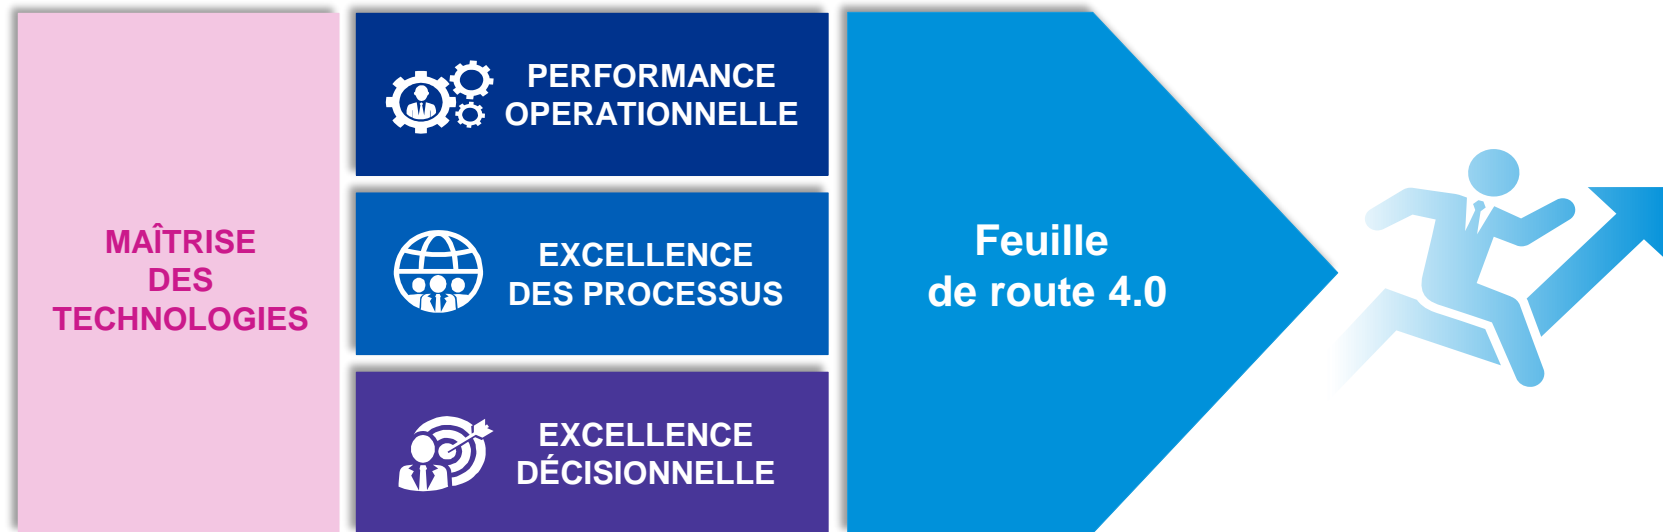 MAÎTRISE
DES
TECHNOLOGIES
PERFORMANCE
OPERATIONNELLE
EXCELLENCE
DES PROCESSUS
EXCELLENCE
DÉCISIONNELLE
Feuille
de route 4.0